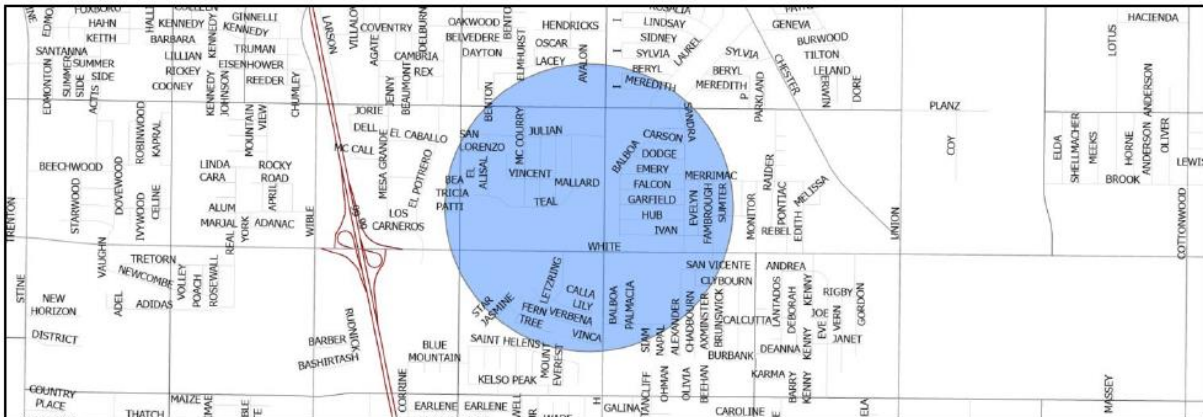 FOXBORO
COLLEEN
GINNELLI
HACIENDA
HAHN
KENNEDY
KENNEDY
COVENTRY
OAKWOOD
HENDRICKS
LINDSAY
GENEVA
KEITH
BARBARA
KENNEDY
TRUMAN
LARSON
VILLALOV
AGATE
BELVEDERE
OSCAR
SIDNEY
BURWOOD
LOTUS
SANTANNA
LILLIAN
EISENHOWER
CAMBRIA
DAYTON
LACEY
AVALON
SYLVIA
LAUREL
SYLVIA
TILTON
SUMMER
SUMMER
SIDE
SIDE
RICKEY
REEDER
REX
ELMHURST
BERYL
BERYL
CHESTER
LELAND
EDMONTON
ACTIS
COONEY
KENNEDY
JOHNSON
CHUMLEY
JENNY
BEAUMONT
BENTON
MEREDITH
MEREDITH
PARKLAND
DORE
ANDERSON
MOUNTAIN
VIEW
JORIE
SANDRA
PLANZ
ROBINWOOD
KAPRAL
DELL
EL CABALLO
SAN
LORENZO
MC COURRY
JULIAN
CARSON
COY
ELDA
SHELLMACHER
MEEKS
HORNE
ANDERSON
OLIVER
MC CALL
BALBOA
DODGE
BEECHWOOD
LINDA
ROCKY
EMERY
MERRIMAC
RAIDER
LEWIS
CARA
ROAD
MESA GRANDE
EL POTRERO
BEA
EL
ALISAL
VINCENT
MALLARD
FALCON
MELISSA
BROOK
STARWOOD
DOVEWOOD
IVYWOOD
CELINE
APRIL
TRICIA
PATTI
TEAL
GARFIELD
EVELYN
FAMBROUGH
SUMTER
MONITOR
PONTIAC
ALUM
LOS
CARNEROS
HUB
TRENTON
MARJAL
REAL
YORK
ADANAC
WIBLE
99
IVAN
REBEL
EDITH
UNION
COTTONWOOD
VAUGHN
WHITE
TRETORN
SAN VICENTE
ANDREA
NEWCOMBE
VOLLEY
POACH
ROSEWALL
LETZRING
CALLA
LILY
CLYBOURN
KENNY
RIGBY
STINE
NEW
HORIZON
ADEL
ADIDAS
STAR
JASMINE
FERN
TREE
VERBENA
BALBOA
PALMACIA
CALCUTTA
LANTADOS
DEBORAH
JOE
EVE
VERN
GORDON
DISTRICT
RUDNICK
VINCA
SIAM
NAPAL
ALEXANDER
CHADBOURN
AXMINSTER
BRUNSWICK
JANET
BARBER
BLUE
MOUNTAIN
SAINT HELENS
DEANNA
BASHIRTASH
MOUNT
EVEREST
BURBANK
KENNY
KELSO PEAK
KARMA
COUNTRY
PLACE
MAIZE
CORRINE
OHMAN
OLIVIA
BEEHAN
BARRY
KENNY
THATCH
EARLENE
EARLENE
GALINA
CAROLINE